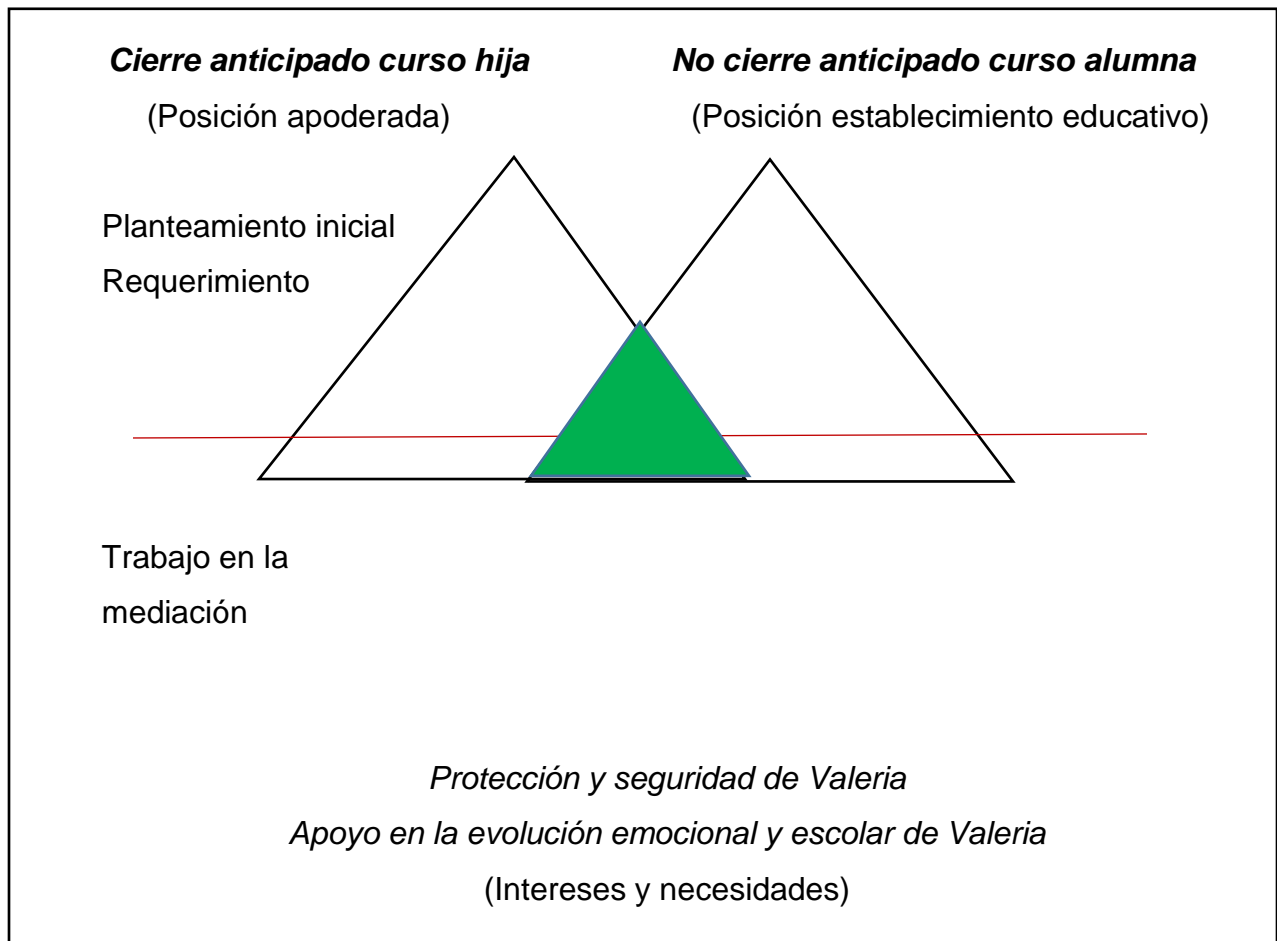 Cierre anticipado curso hija
No cierre anticipado curso alumna
(Posición apoderada)
(Posición establecimiento educativo)
Planteamiento inicial
Requerimiento
Trabajo en la
mediación
Protección y seguridad de Valeria
Apoyo en la evolución emocional y escolar de Valeria
(Intereses y necesidades)